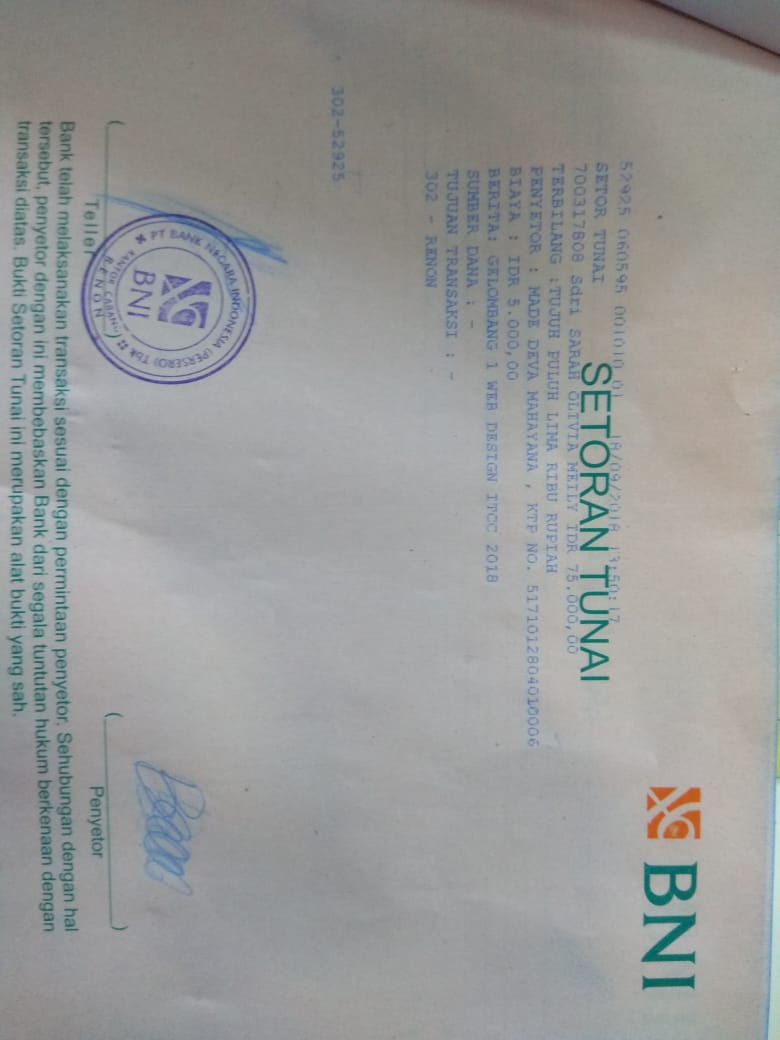 BNI
SETORAN TUNAI
52925 060595 001010 01 18/09/2018 13:50:17
SETOR TUNAI
700317808 Sdri SARAH OLIVIA MEILY IDR 75.000,00
TERBILANG :TUJUH PULUH LIMA RIBU RUPIAH
PENYETOR : MADE DEVA MAHAYANA , KTP NO. 5171012804010006
BIAYA : IDR 5.000,00
BERITA: GELOMBANG 1 WEB DESIGN ITCC 2018
SUMBER DANA : -
TUJUAN TRANSAKSI : -
302 - RENON
302-52925
PT BANK NEGARA INDONESIA (PERSERO) Tbk
BNI
KANTOR CABANG
RENON
( Teller )
( Penyetor )
Bank telah melaksanakan transaksi sesuai dengan permintaan penyetor. Sehubungan dengan hal
tersebut, penyetor dengan ini membebaskan Bank dari segala tuntutan hukum berkenaan dengan
transaksi diatas. Bukti Setoran Tunai ini merupakan alat bukti yang sah.